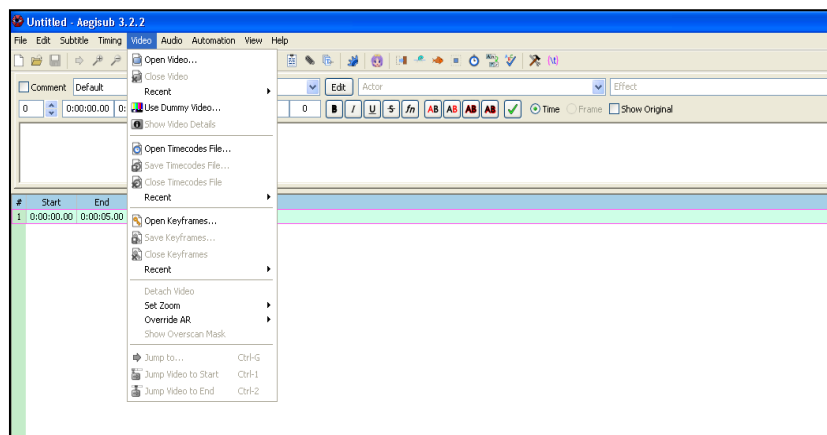 Untitled - Aegisub 3.2.2
File Edit Subtitle Timing Video Audio Automation View Help
Comment Default Edit Actor Effect
0 0:00:00.00 0: 0 B I U S fn AB AB AB AB Time Frame Show Original
# Start End
1 0:00:00.00 0:00:05.00
Open Video...
Close Video
Recent
Use Dummy Video...
Show Video Details
Open Timecodes File...
Save Timecodes File...
Close Timecodes File
Recent
Open Keyframes...
Save Keyframes...
Close Keyframes
Recent
Detach Video
Set Zoom
Override AR
Show Overscan Mask
Jump to... Ctrl-G
Jump Video to Start Ctrl-1
Jump Video to End Ctrl-2